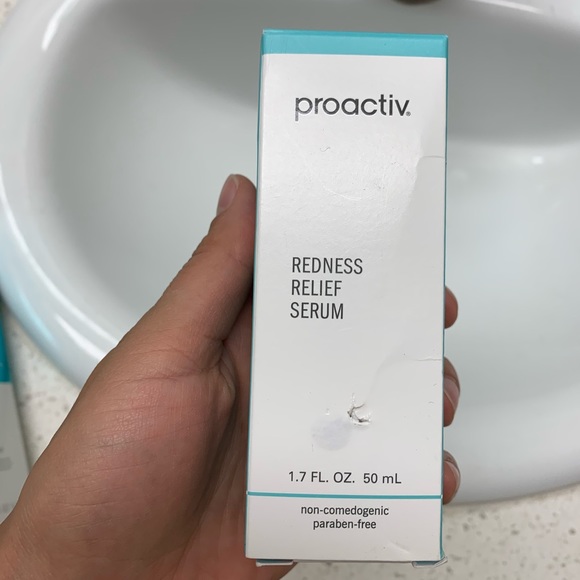 proactiv®
REDNESS
RELIEF
SERUM
1.7 FL. OZ. 50 mL
non-comedogenic
paraben-free